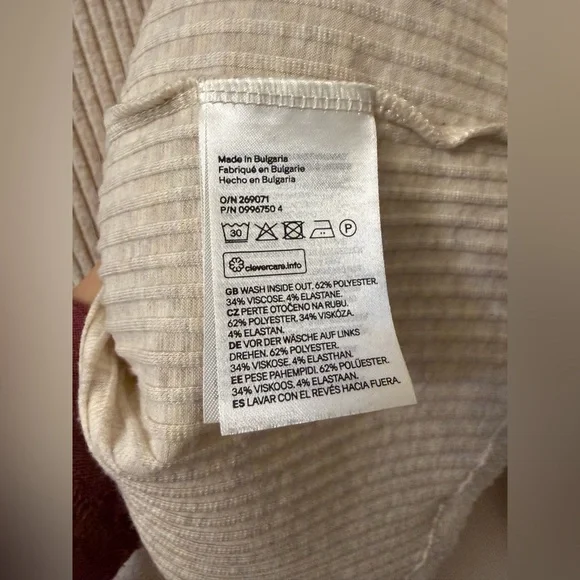 Made in Bulgaria
Fabriqué en Bulgarie
Hecho en Bulgaria
O/N 269071
P/N 0996750 4
30 P
clevercare.info
GB WASH INSIDE OUT. 62% POLYESTER,
34% VISCOSE, 4% ELASTANE.
CZ PERTE OTOČENO NA RUBU.
62% POLYESTER, 34% VISKÓZA,
4% ELASTAN.
DE VOR DER WÄSCHE AUF LINKS
DREHEN. 62% POLYESTER,
34% VISKOSE, 4% ELASTHAN.
EE PESE PAHEMPIDI. 62% POLÜESTER,
34% VISKOOS, 4% ELASTAAN.
ES LAVAR CON EL REVÉS HACIA FUERA.